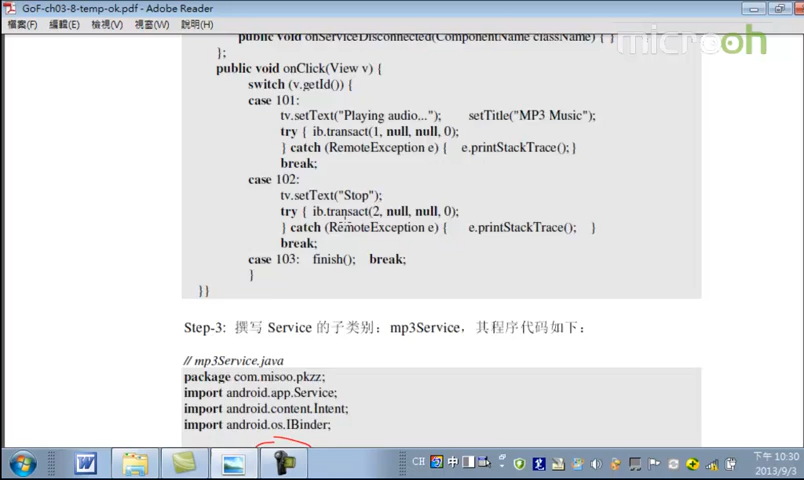 GoF-ch03-8-temp-ok.pdf - Adobe Reader
檔案(F) 編輯(E) 檢視(V) 視窗(W) 說明(H)
microoh
public void onServiceDisconnected(ComponentName className) { }
};
public void onClick(View v) {
switch (v.getId()) {
case 101:
tv.setText("Playing audio..."); setTitle("MP3 Music");
try { ib.transact(1, null, null, 0);
} catch (RemoteException e) { e.printStackTrace(); }
break;
case 102:
tv.setText("Stop");
try { ib.transact(2, null, null, 0);
} catch (RemoteException e) { e.printStackTrace(); }
break;
case 103: finish(); break;
}
}}
Step-3: 撰写 Service 的子类别：mp3Service，其程序代码如下：
// mp3Service.java
package com.misoo.pkzz;
import android.app.Service;
import android.content.Intent;
import android.os.IBinder;
CH 中 下午 10:30
2013/9/3